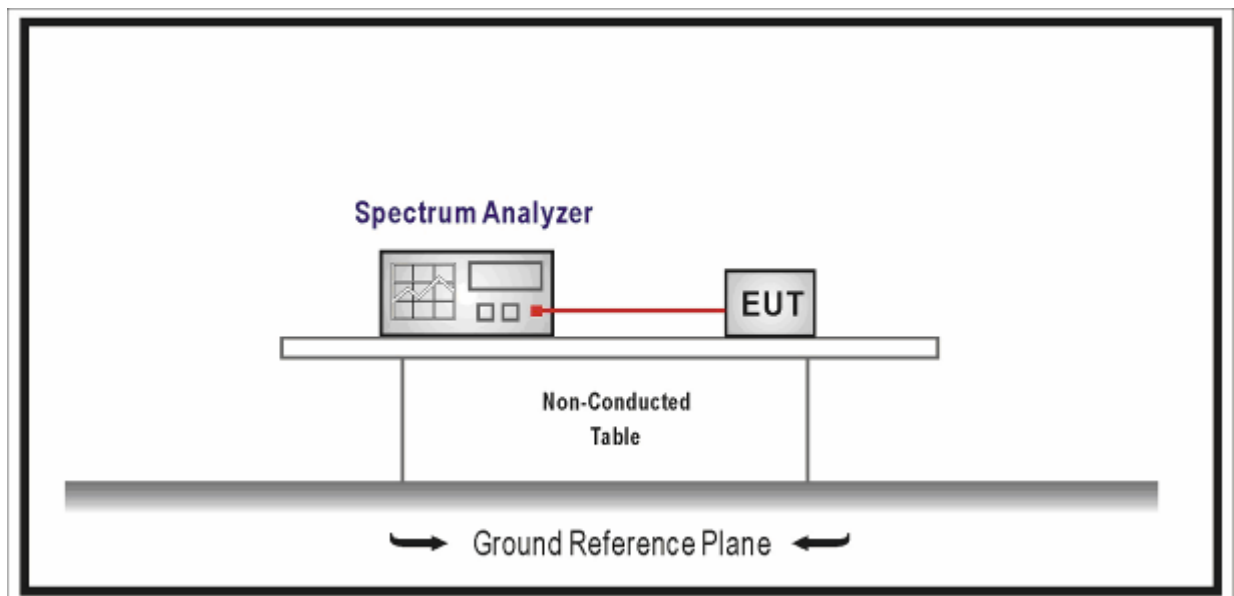 Spectrum Analyzer
EUT
Non-Conducted
Table
Ground Reference Plane